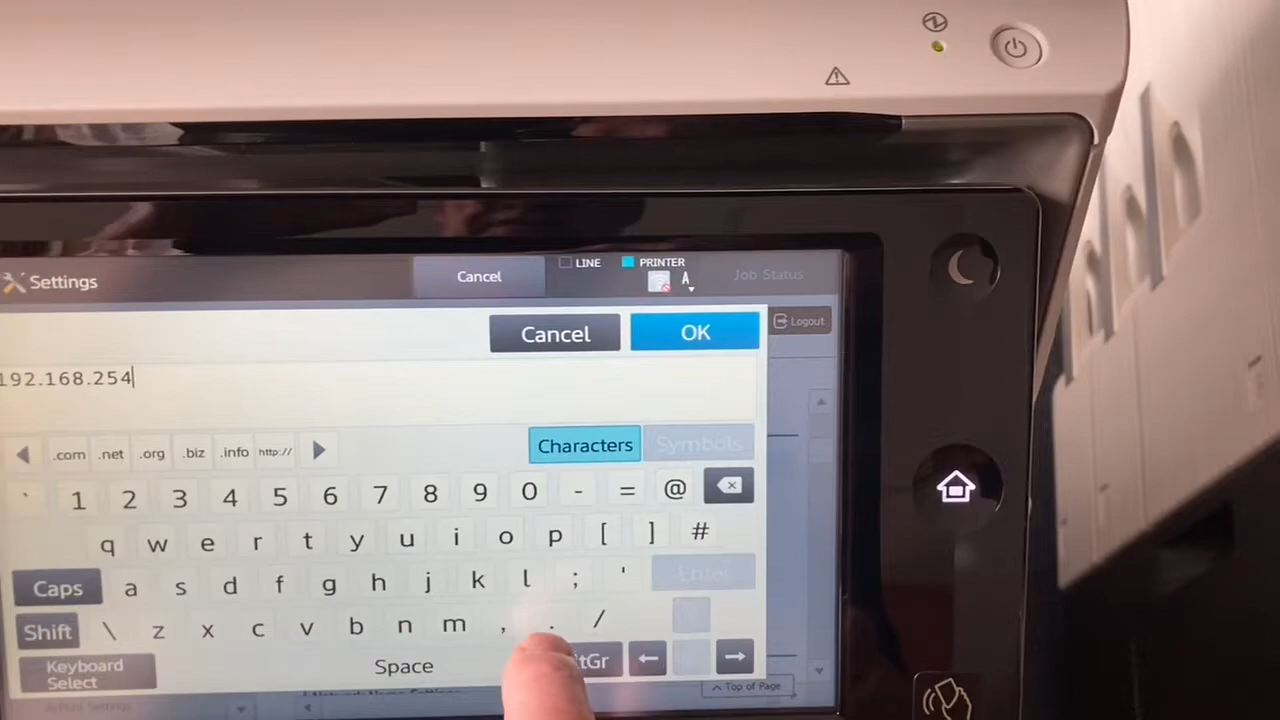 Settings
Cancel
LINE
PRINTER
A
Job Status
Cancel
OK
Logout
192.168.254
.com .net .org .biz .info http://
Characters
Symbols
` 1 2 3 4 5 6 7 8 9 0 - = @
q w e r t y u i o p [ ] #
Caps a s d f g h j k l ; ' Enter
Shift \ z x c v b n m , . /
Keyboard
Select
Space
Top of Page
AirPrint Settings